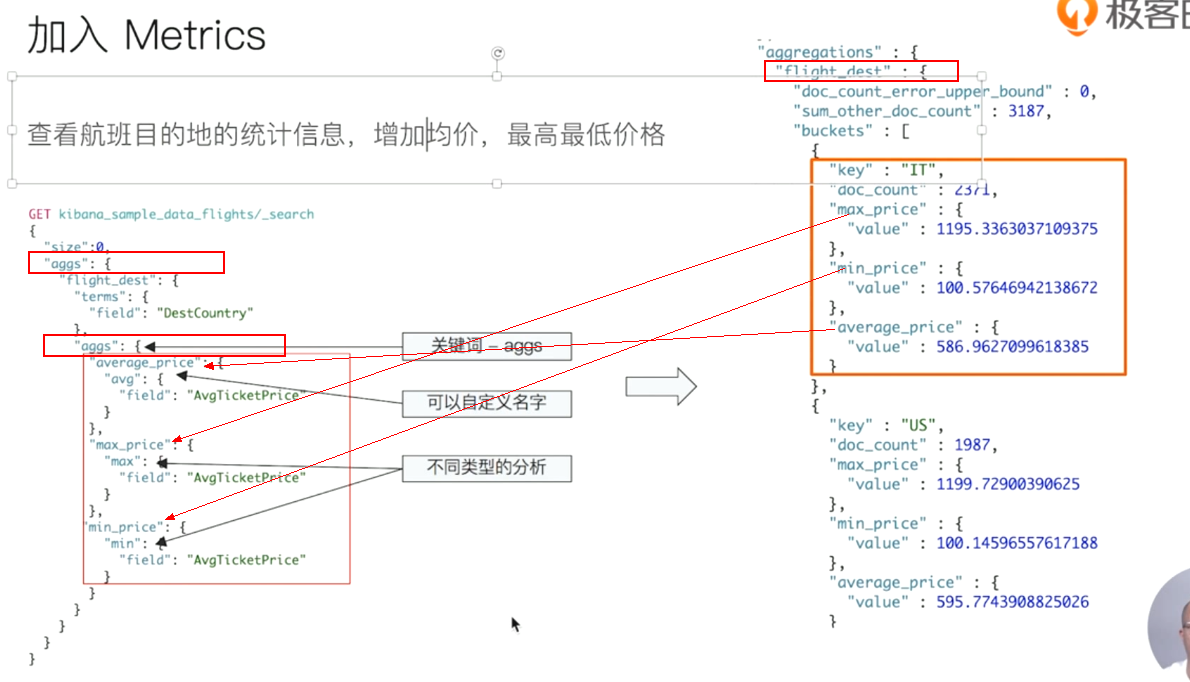 加入 Metrics
极客
查看航班目的地的统计信息，增加均价，最高最低价格
GET kibana_sample_data_flights/_search
{
"size":0,
"aggs": {
"flight_dest": {
"terms": {
"field": "DestCountry"
},
"aggs": {
"average_price": {
"avg": {
"field": "AvgTicketPrice"
}
},
"max_price": {
"max": {
"field": "AvgTicketPrice"
}
},
"min_price": {
"min": {
"field": "AvgTicketPrice"
}
}
}
}
}
}
关键词 – aggs
可以自定义名字
不同类型的分析
"aggregations" : {
"flight_dest" : {
"doc_count_error_upper_bound" : 0,
"sum_other_doc_count" : 3187,
"buckets" : [
{
"key" : "IT",
"doc_count" : 2371,
"max_price" : {
"value" : 1195.3363037109375
},
"min_price" : {
"value" : 100.57646942138672
},
"average_price" : {
"value" : 586.9627099618385
}
},
{
"key" : "US",
"doc_count" : 1987,
"max_price" : {
"value" : 1199.72900390625
},
"min_price" : {
"value" : 100.14596557617188
},
"average_price" : {
"value" : 595.7743908825026
}